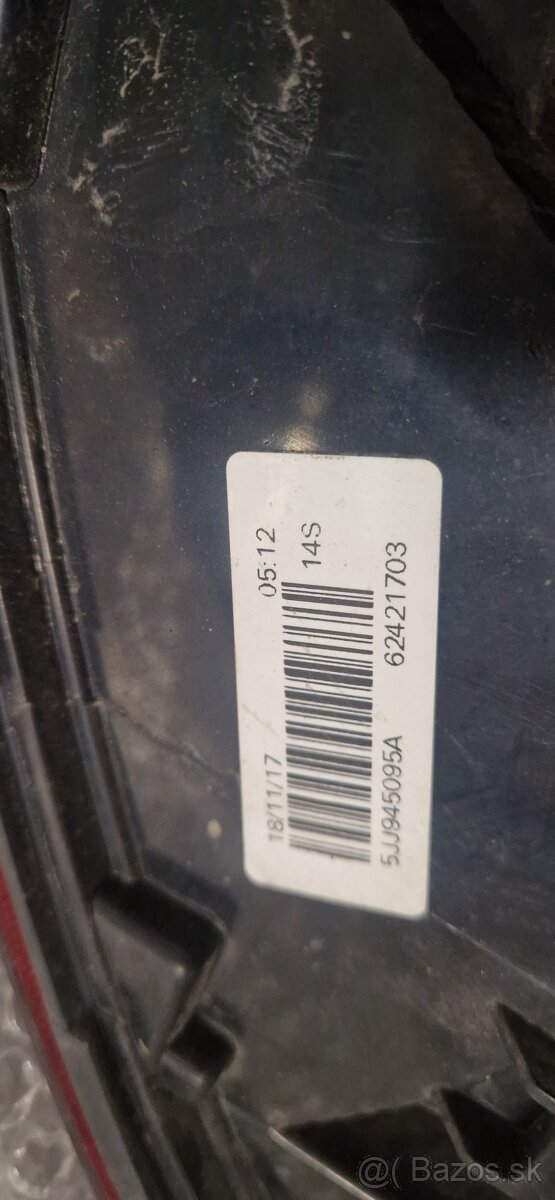 18/11/17 05:12
14S
5JJ945095A 62421703
@( Bazos.sk